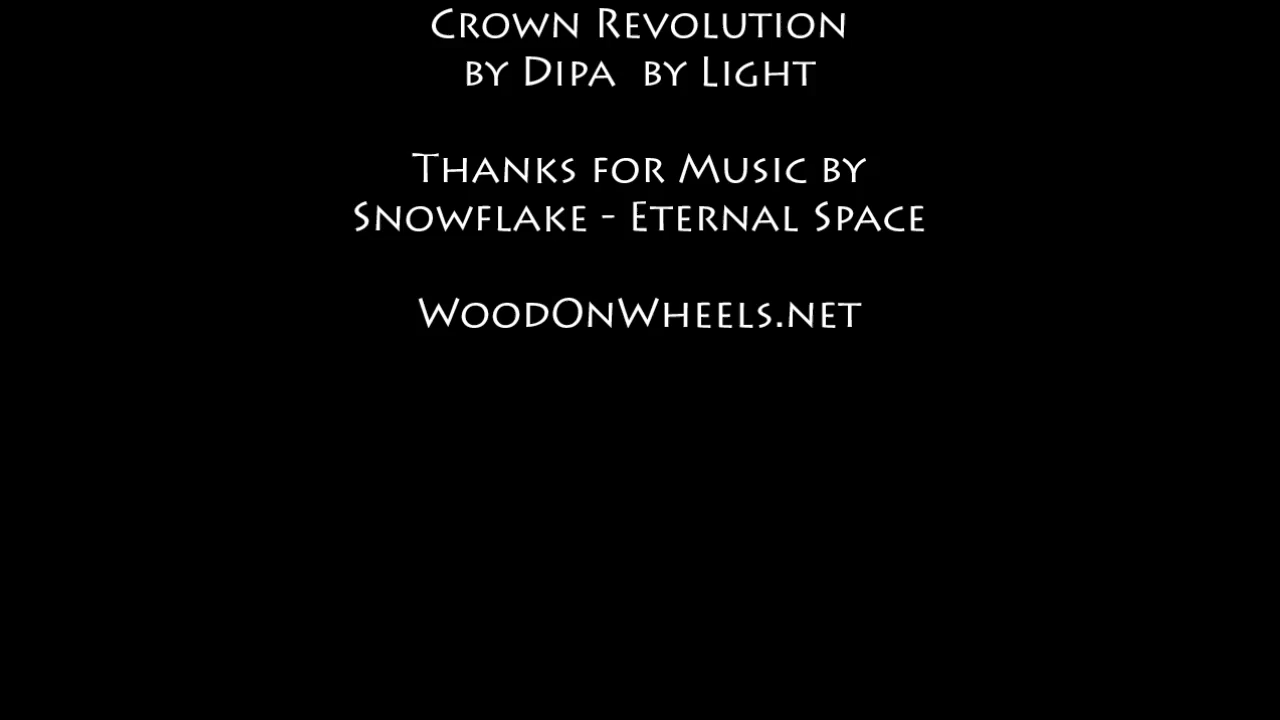 Crown Revolution
by Dipa by Light
Thanks for Music by
Snowflake - Eternal Space
WoodOnWheels.net